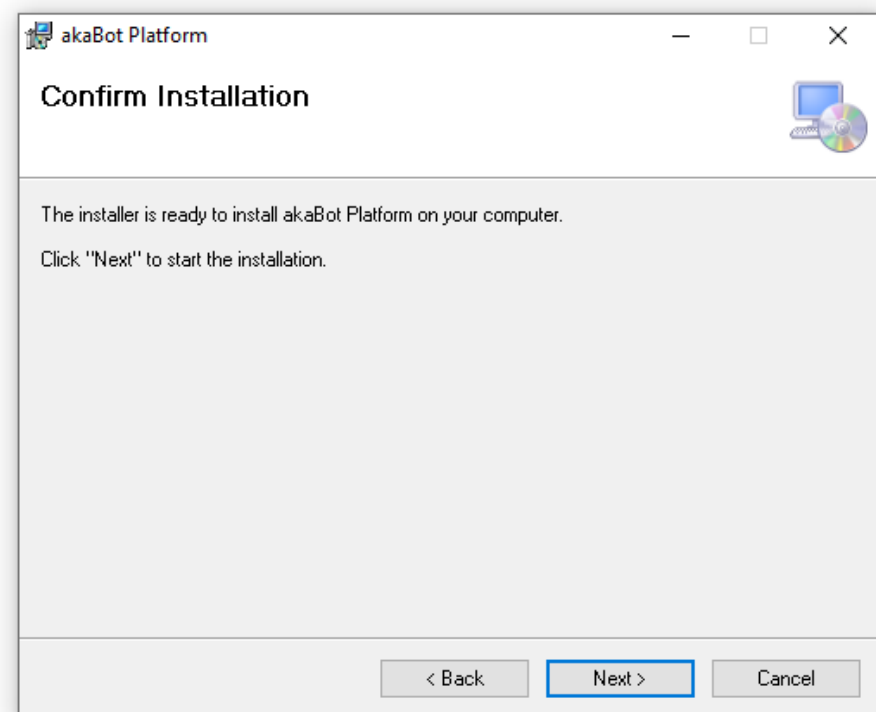 akaBot Platform
Confirm Installation
The installer is ready to install akaBot Platform on your computer.
Click "Next" to start the installation.
< Back
Next >
Cancel